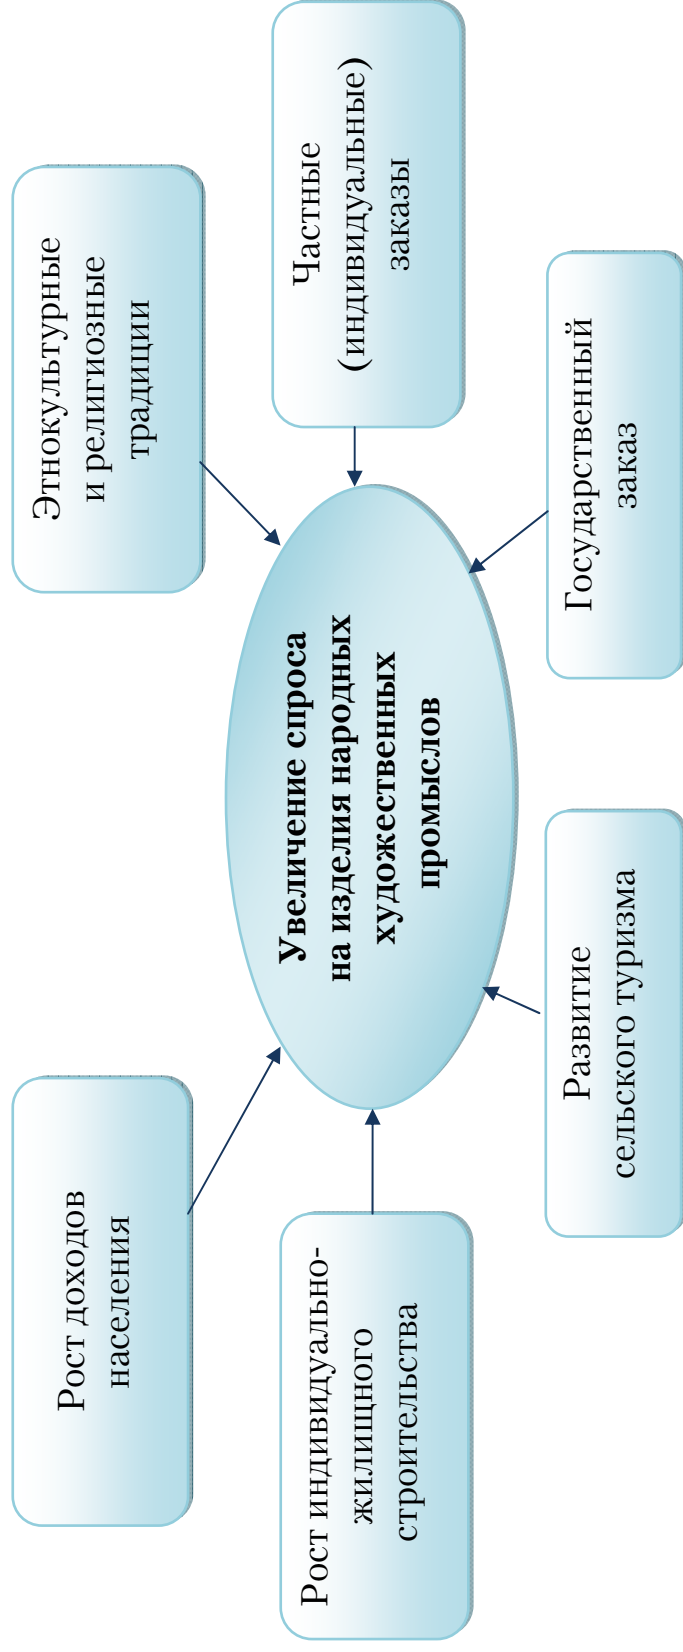 Рост доходов
населения
Этнокультурные
и религиозные
традиции
Рост индивидуально-
жилищного
строительства
Увеличение спроса
на изделия народных
художественных
промыслов
Частные
(индивидуальные)
заказы
Развитие
сельского туризма
Государственный
заказ